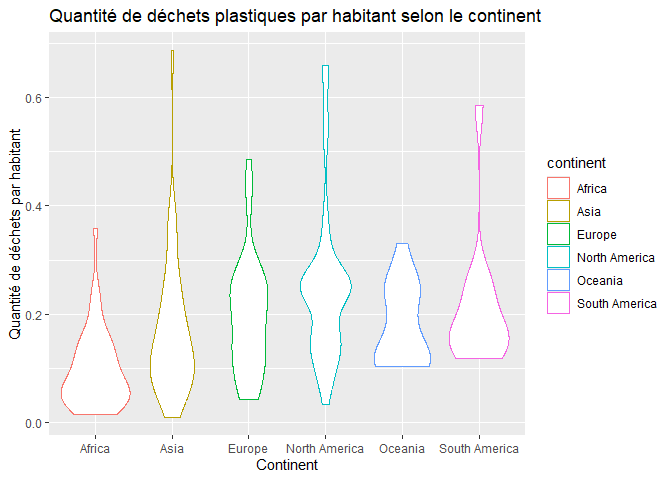 Quantité de déchets plastiques par habitant selon le continent
Quantité de déchets par habitant
0.6
0.4
0.2
0.0
Africa
Asia
Europe
North America
Oceania
South America
Continent
continent
Africa
Asia
Europe
North America
Oceania
South America